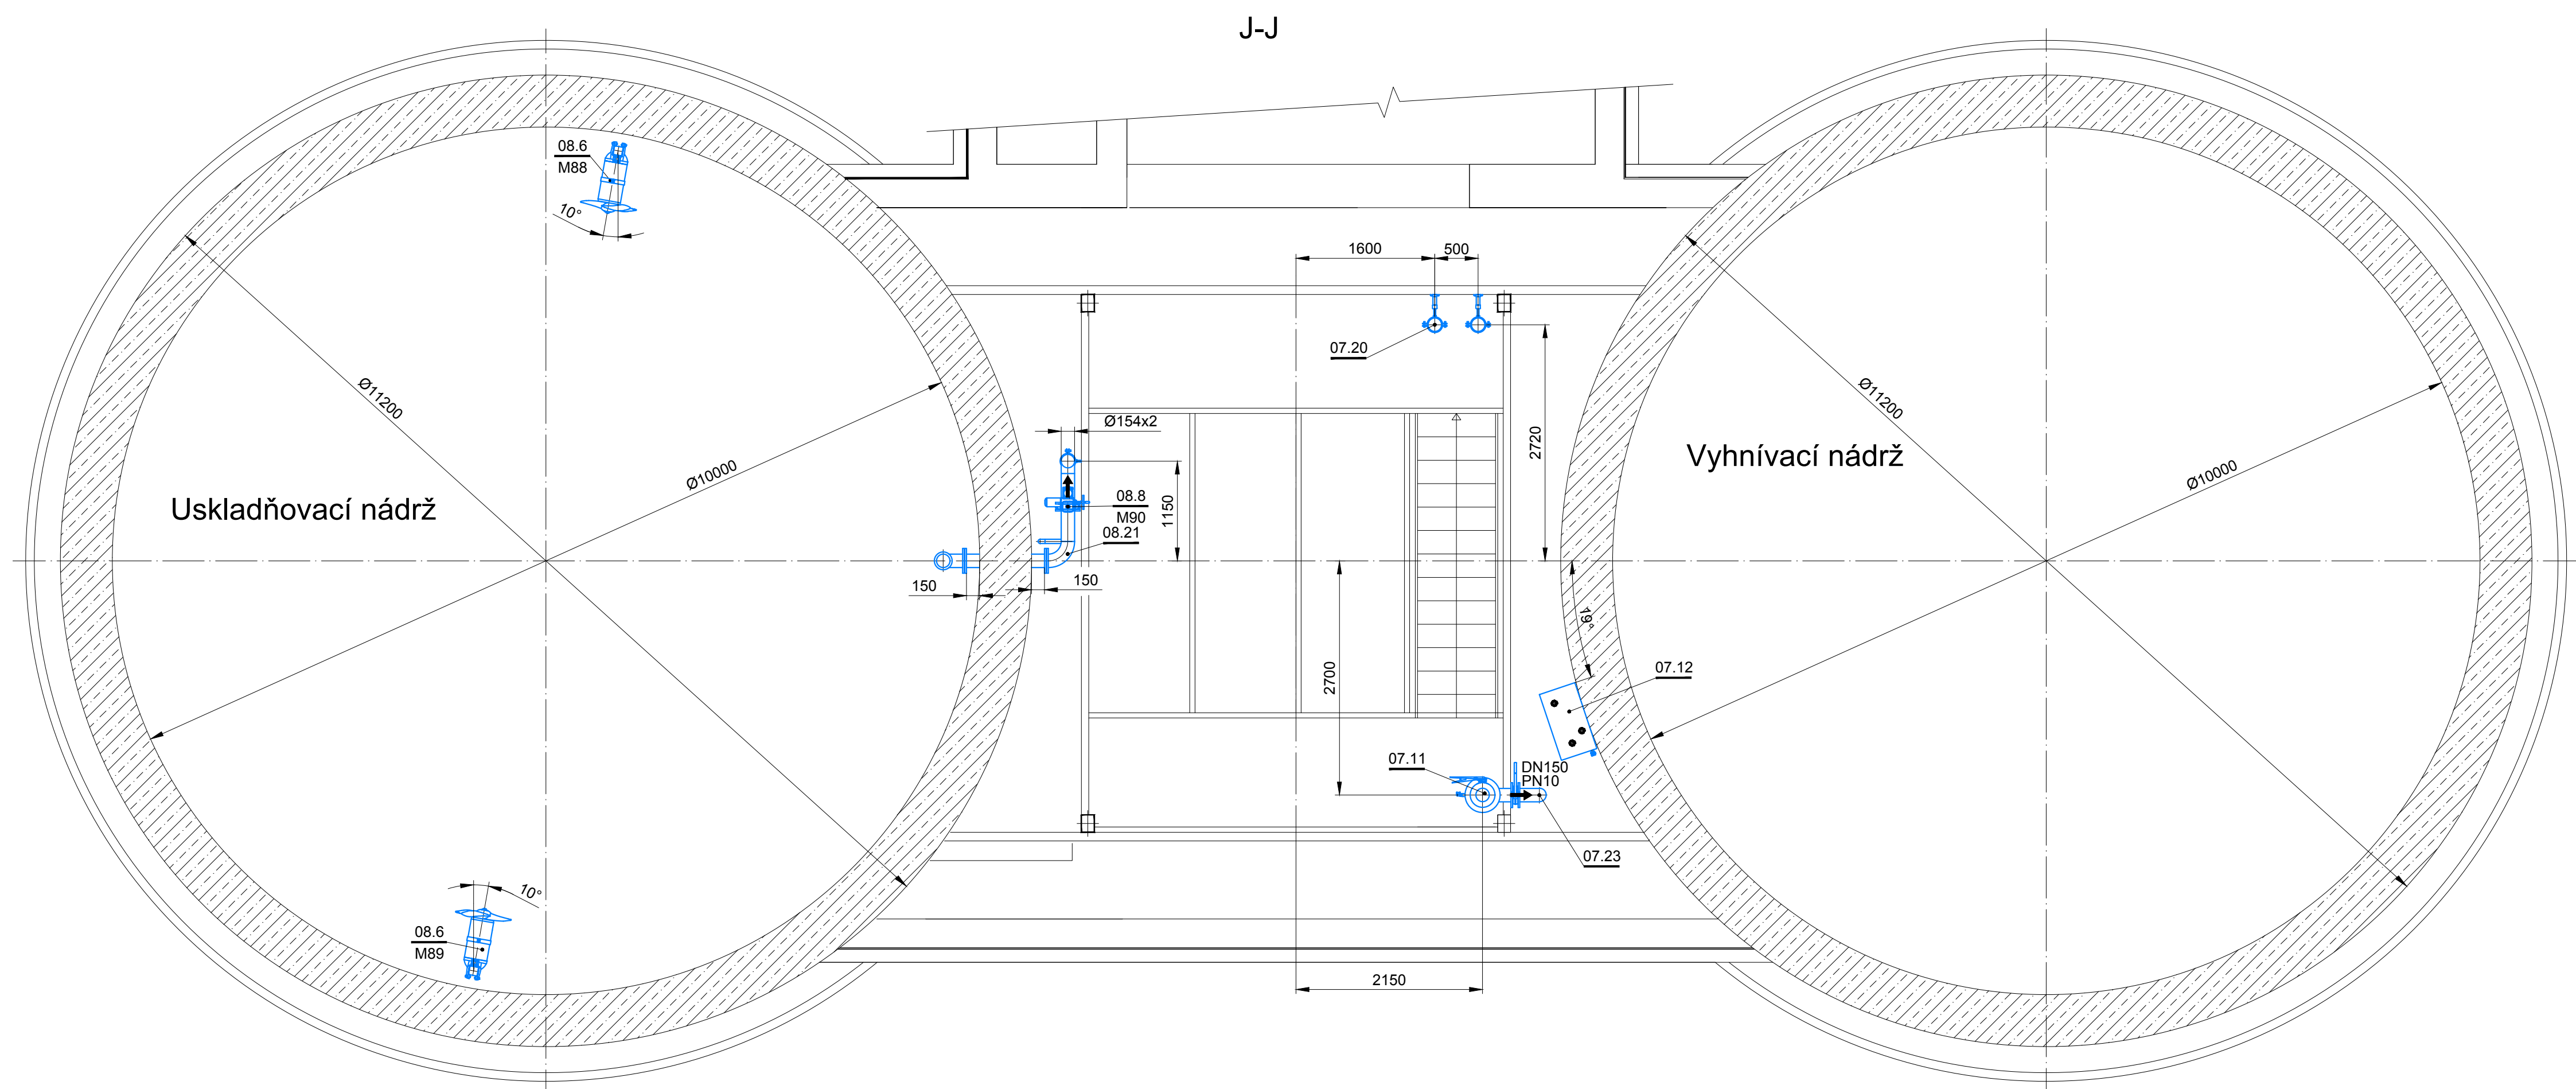 J-J
08.6
M88
10°
1600
500
07.20
Ø11200
Ø10000
Uskladňovací nádrž
Ø154x2
1150
08.8
M90
08.21
150
150
2720
2700
Ø11200
Vyhnívací nádrž
Ø10000
19°
07.12
07.11
DN150
PN10
07.23
10°
08.6
M89
2150